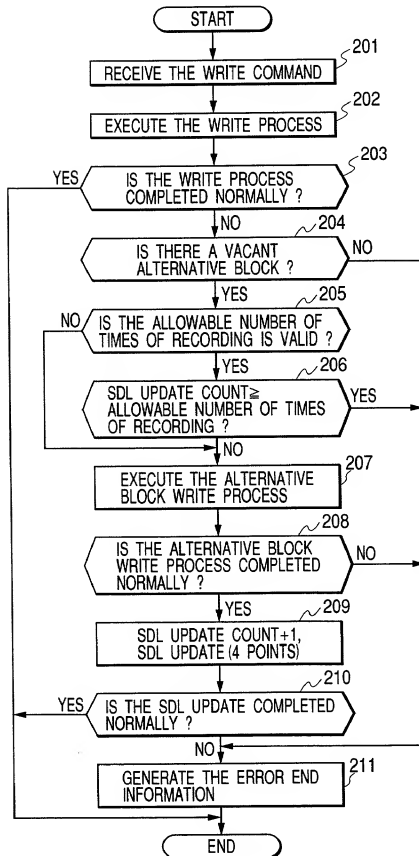 START
201
RECEIVE THE WRITE COMMAND
202
EXECUTE THE WRITE PROCESS
203
YES
IS THE WRITE PROCESS
COMPLETED NORMALLY ?
NO
204
IS THERE A VACANT
ALTERNATIVE BLOCK ?
NO
YES
205
NO
IS THE ALLOWABLE NUMBER OF
TIMES OF RECORDING IS VALID ?
YES
206
SDL UPDATE COUNT≧
ALLOWABLE NUMBER OF TIMES
OF RECORDING ?
YES
NO
207
EXECUTE THE ALTERNATIVE
BLOCK WRITE PROCESS
208
IS THE ALTERNATIVE BLOCK
WRITE PROCESS COMPLETED
NORMALLY ?
NO
YES
209
SDL UPDATE COUNT+1,
SDL UPDATE (4 POINTS)
210
YES
IS THE SDL UPDATE COMPLETED
NORMALLY ?
NO
GENERATE THE ERROR END
INFORMATION
211
END